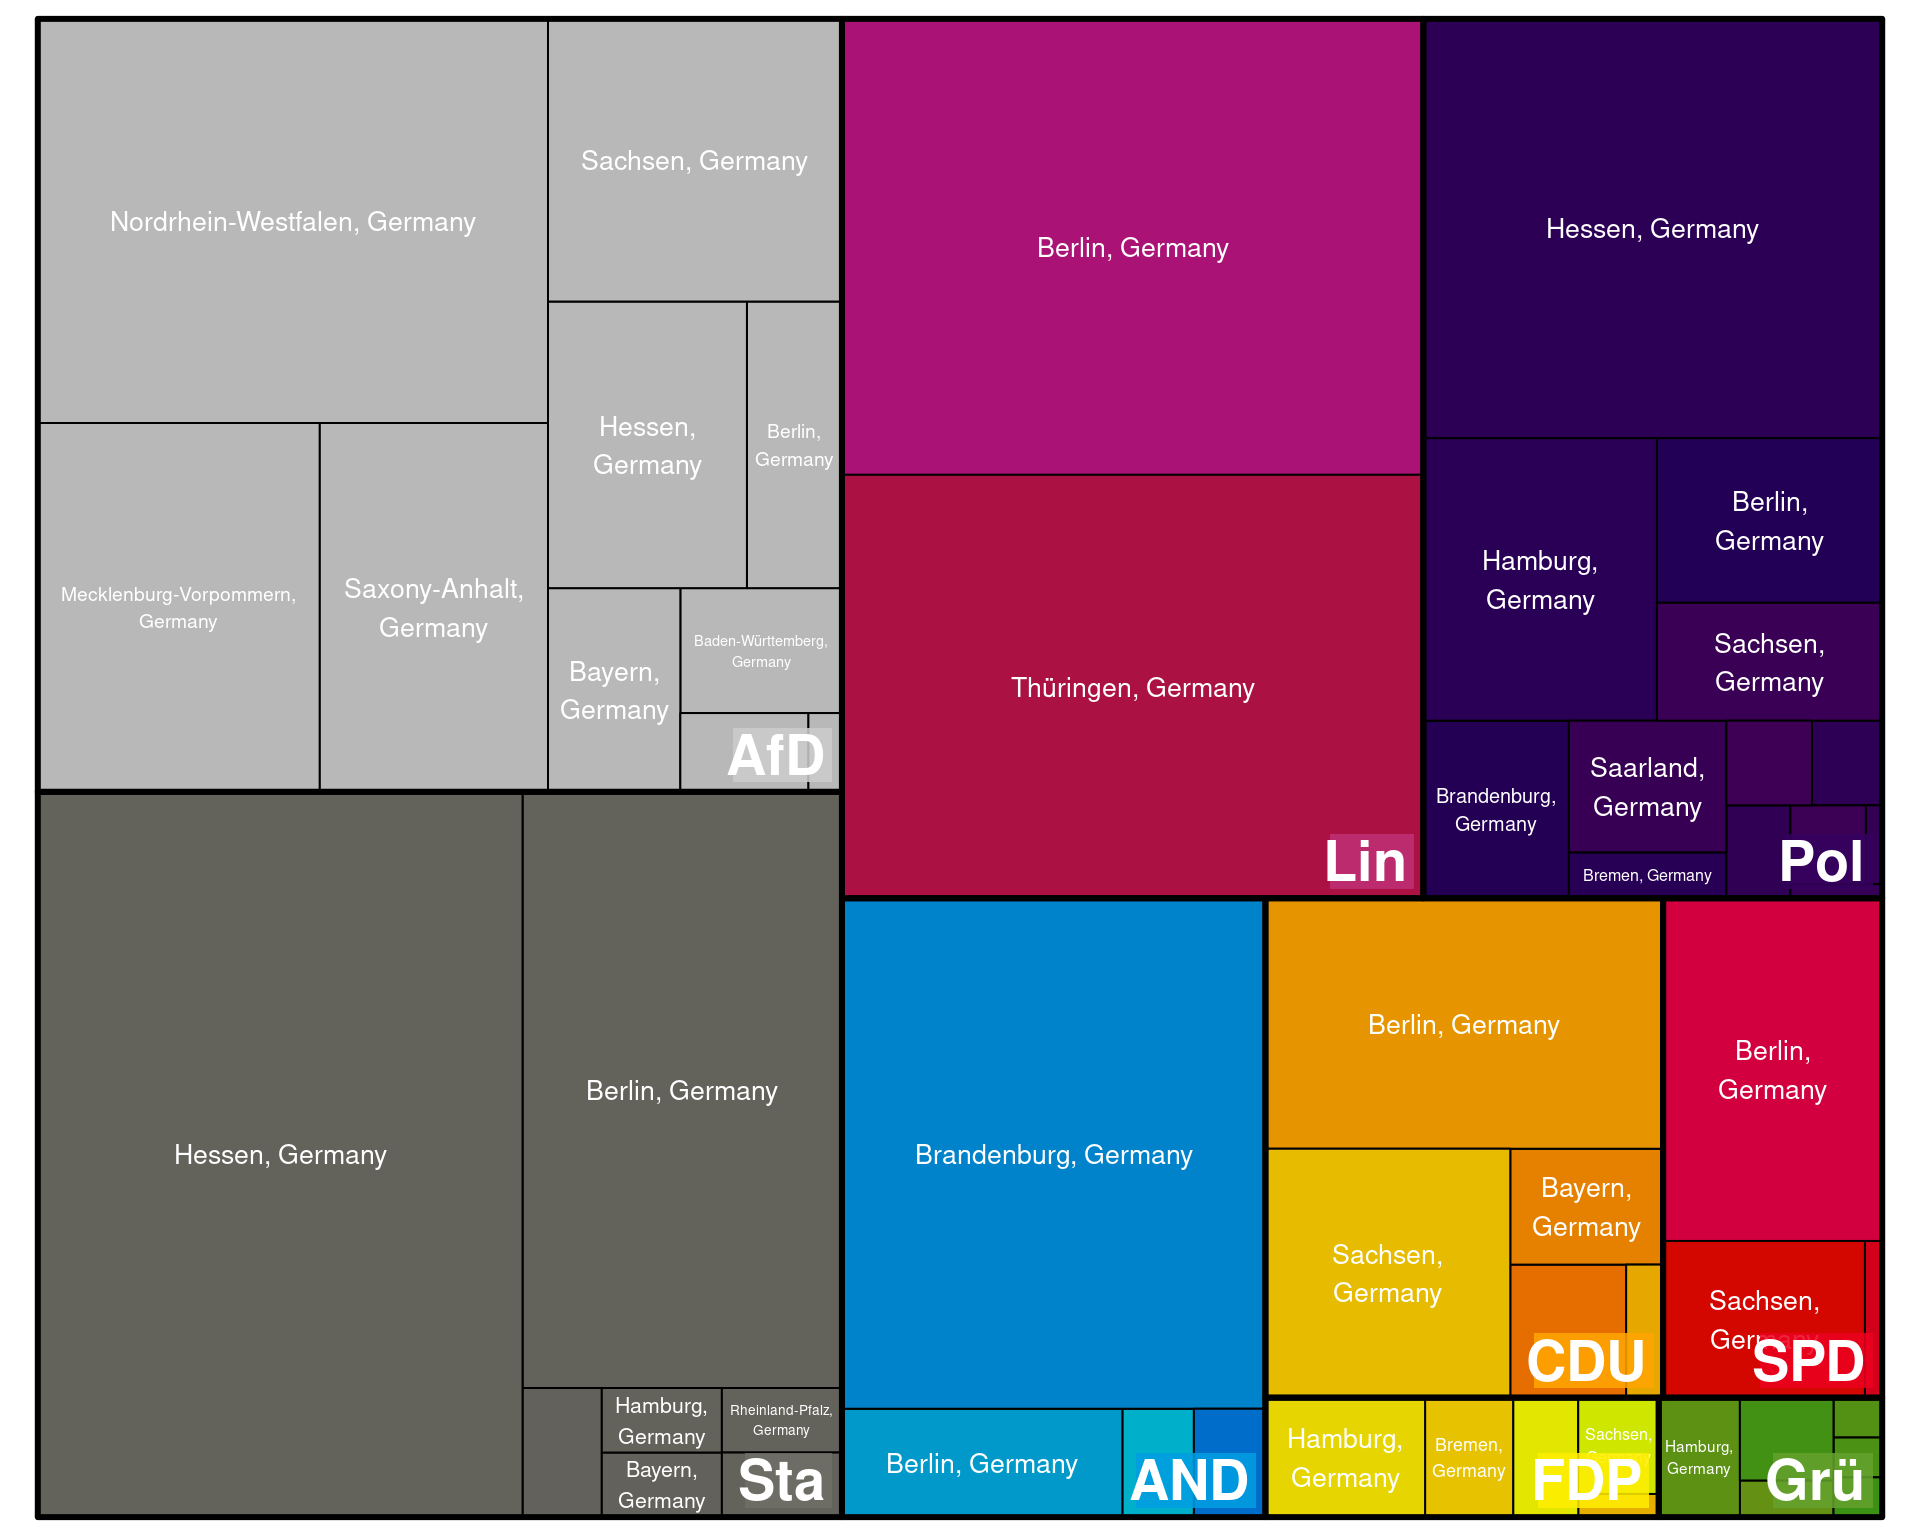 Nordrhein-Westfalen, Germany
Sachsen, Germany
Hessen,
Germany
Berlin,
Germany
Mecklenburg-Vorpommern,
Germany
Saxony-Anhalt,
Germany
Bayern,
Germany
Baden-Württemberg,
Germany
AfD
Hessen, Germany
Berlin, Germany
Hamburg,
Germany
Rheinland-Pfalz,
Germany
Bayern,
Germany
Sta
Berlin, Germany
Thüringen, Germany
Lin
Hessen, Germany
Hamburg,
Germany
Berlin,
Germany
Sachsen,
Germany
Brandenburg,
Germany
Saarland,
Germany
Bremen, Germany
Pol
Brandenburg, Germany
Berlin, Germany
AND
Berlin, Germany
Sachsen,
Germany
Bayern,
Germany
CDU
Berlin,
Germany
Sachsen,
Germany
SPD
Hamburg,
Germany
Bremen,
Germany
Sachsen,
FDP
Hamburg,
Germany
Grü